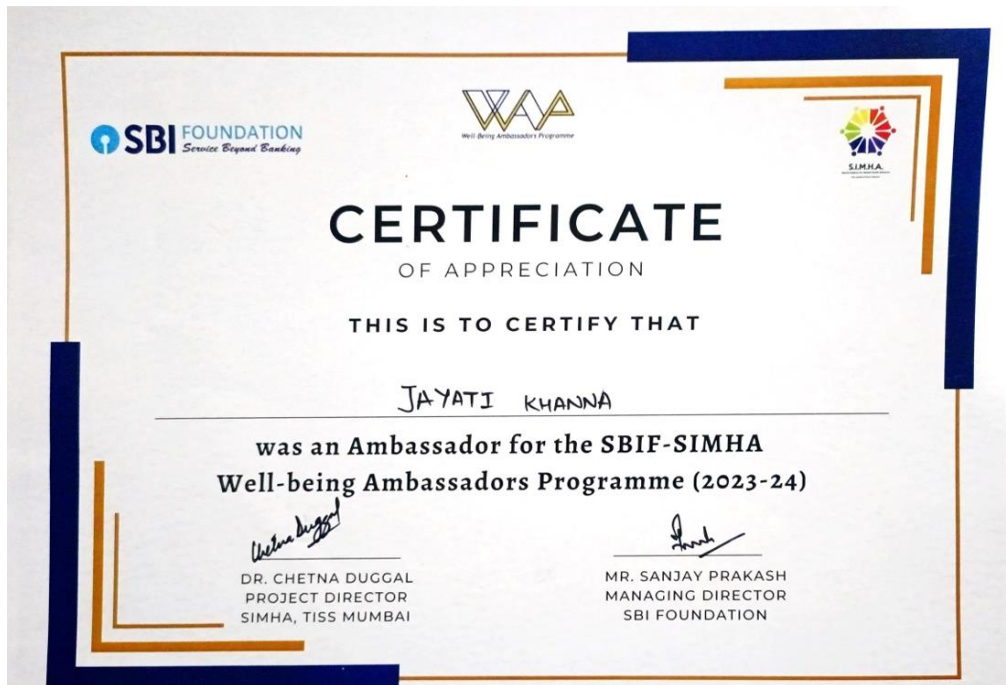 SBI FOUNDATION
Service Beyond Banking
WAP
Well Being Ambassadors Programme
S.I.M.H.A.
CERTIFICATE
OF APPRECIATION
THIS IS TO CERTIFY THAT
JAYATI KHANNA
was an Ambassador for the SBIF-SIMHA
Well-being Ambassadors Programme (2023-24)
Chetna Duggal
DR. CHETNA DUGGAL
PROJECT DIRECTOR
SIMHA, TISS MUMBAI
MR. SANJAY PRAKASH
MANAGING DIRECTOR
SBI FOUNDATION